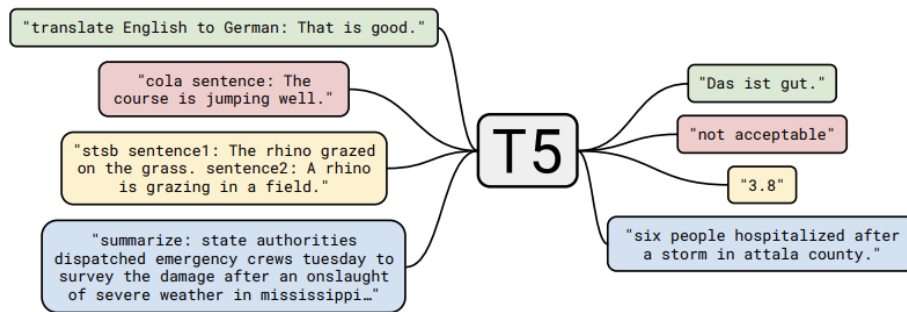 "translate English to German: That is good."
"cola sentence: The
course is jumping well."
"stsb sentence1: The rhino grazed
on the grass. sentence2: A rhino
is grazing in a field."
"summarize: state authorities
dispatched emergency crews tuesday to
survey the damage after an onslaught
of severe weather in mississippi…"
T5
"Das ist gut."
"not acceptable"
"3.8"
"six people hospitalized after
a storm in attala county."